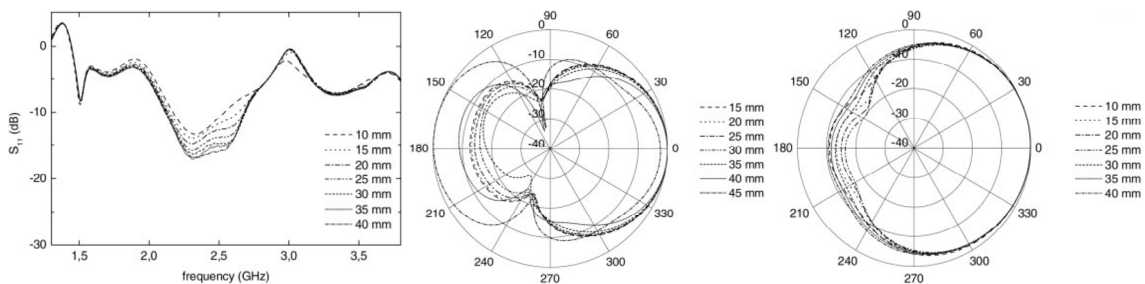 0
-5
-10
-15
-20
-30
S₁₁ (dB)
1,5 2,0 2,5 3,0 3,5
frequency (GHz)
10 mm
15 mm
20 mm
25 mm
30 mm
35 mm
40 mm
90
120 60
150 30
180 0
210 330
240 300
270
0
-10
-20
-30
-40
15 mm
20 mm
25 mm
30 mm
35 mm
40 mm
45 mm
90
120 60
150 30
180 0
210 330
240 300
270
0
-10
-20
-30
-40
10 mm
15 mm
20 mm
25 mm
30 mm
35 mm
40 mm